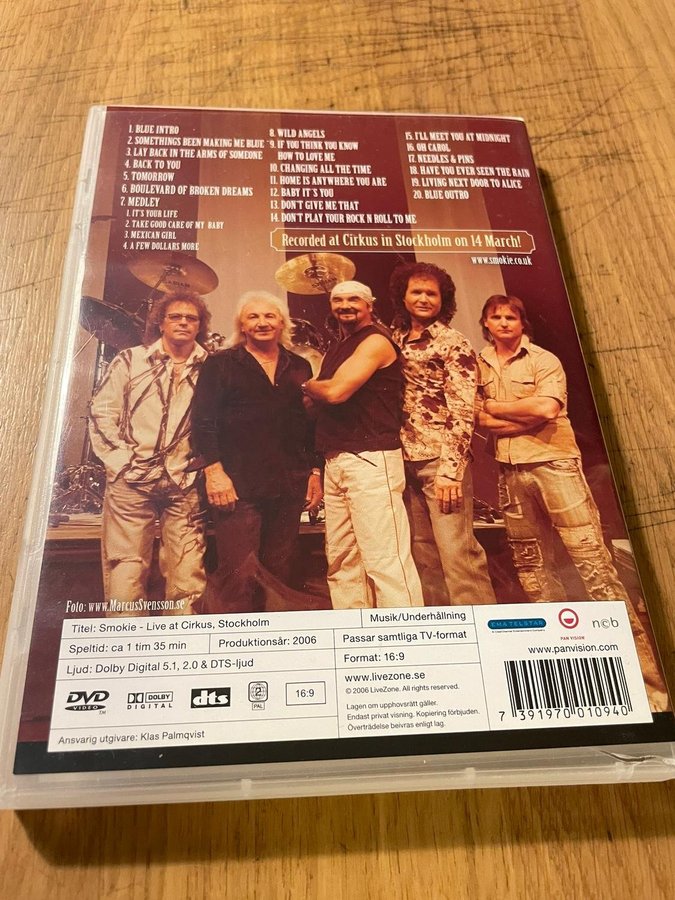 1. BLUE INTRO
2. SOMETHINGS BEEN MAKING ME BLUE
3. LAY BACK IN THE ARMS OF SOMEONE
4. BACK TO YOU
5. TOMORROW
6. BOULEVARD OF BROKEN DREAMS
7. MEDLEY
1. IT'S YOUR LIFE
2. TAKE GOOD CARE OF MY BABY
3. MEXICAN GIRL
4. A FEW DOLLARS MORE
8. WILD ANGELS
9. IF YOU THINK YOU KNOW
HOW TO LOVE ME
10. CHANGING ALL THE TIME
11. HOME IS ANYWHERE YOU ARE
12. BABY IT´S YOU
13. DON'T GIVE ME THAT
14. DON'T PLAY YOUR ROCK N ROLL TO ME
15. I'LL MEET YOU AT MIDNIGHT
16. OH CAROL
17. NEEDLES & PINS
18. HAVE YOU EVER SEEN THE RAIN
19. LIVING NEXT DOOR TO ALICE
20. BLUE OUTRO
Recorded at Cirkus in Stockholm on 14 March!
www.smokie.co.uk
Foto: www.MarcusSvensson.se
Titel: Smokie - Live at Cirkus, Stockholm
Musik/Underhållning
Speltid: ca 1 tim 35 min
Produktionsår: 2006
Passar samtliga TV-format
Ljud: Dolby Digital 5.1, 2.0 & DTS-ljud
Format: 16:9
DVD
VIDEO
DOLBY
DIGITAL
dts
2
PAL
16:9
www.livezone.se
© 2006 LiveZone. All rights reserved.
Lagen om upphovsrätt gäller.
Endast privat visning. Kopiering förbjuden.
Överträdelse beivras enligt lag.
Ansvarig utgivare: Klas Palmqvist
EMA TELSTAR
PAN VISION
ncb
www.panvision.com
7 391970 010940